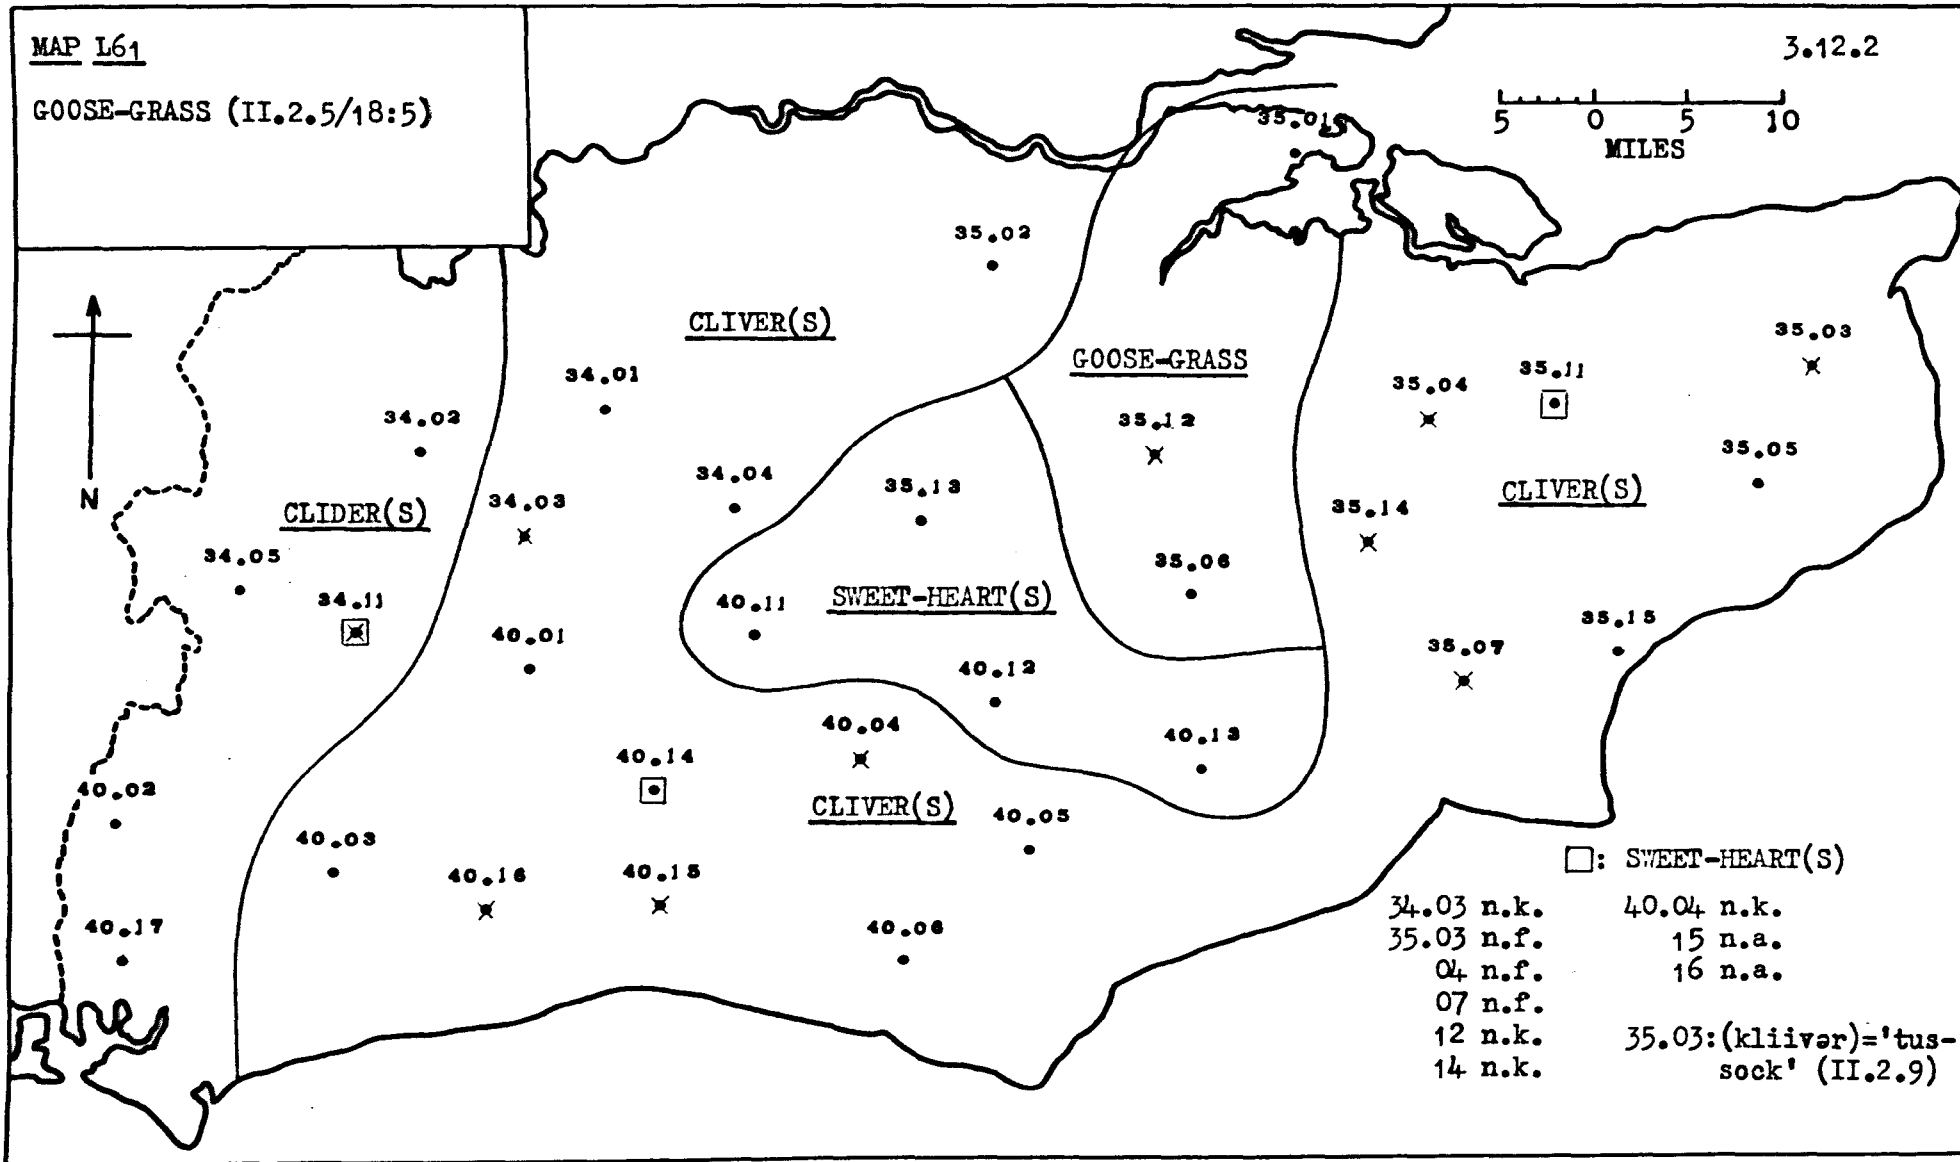 MAP L6₁
GOOSE-GRASS (II.2.5/18:5)
3.12.2
5 0 5 10
MILES
35.01
35.02
CLIVER(S)
35.03
GOOSE-GRASS
34.01
35.04
35.11
34.02
35.12
35.05
34.04
35.13
CLIVER(S)
N
CLIDER(S)
34.03
35.14
34.05
35.06
34.11
40.11
SWEET-HEART(S)
35.15
40.01
35.07
40.12
40.04
40.13
40.14
40.02
CLIVER(S)
40.05
40.03
40.16
40.15
40.17
40.06
□: SWEET-HEART(S)
34.03 n.k. 40.04 n.k.
35.03 n.f. 15 n.a.
04 n.f. 16 n.a.
07 n.f.
12 n.k. 35.03:(kliivər)='tus-
14 n.k. sock' (II.2.9)